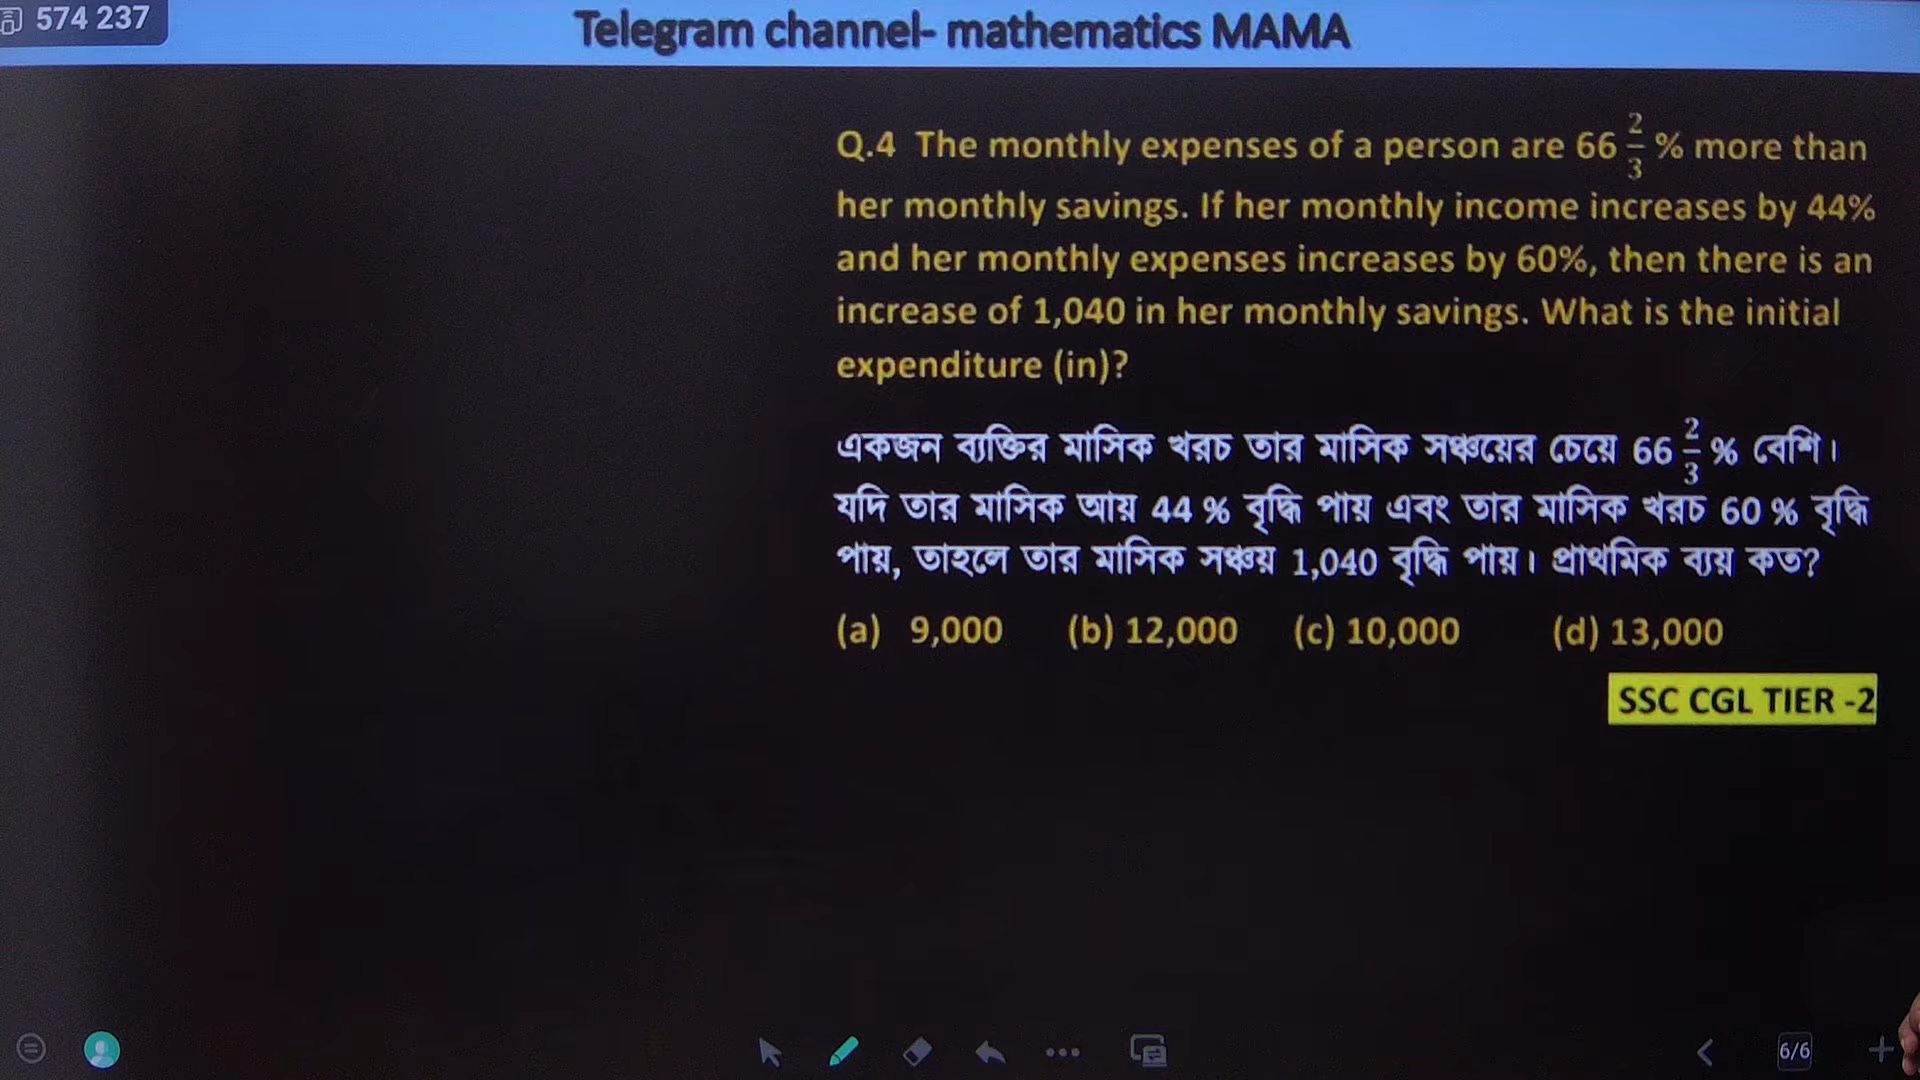 574 237
Telegram channel- mathematics MAMA
Q.4 The monthly expenses of a person are 66 2/3 % more than
her monthly savings. If her monthly income increases by 44%
and her monthly expenses increases by 60%, then there is an
increase of 1,040 in her monthly savings. What is the initial
expenditure (in)?
একজন ব্যক্তির মাসিক খরচ তার মাসিক সঞ্চয়ের চেয়ে 66 2/3 % বেশি।
যদি তার মাসিক আয় 44 % বৃদ্ধি পায় এবং তার মাসিক খরচ 60 % বৃদ্ধি
পায়, তাহলে তার মাসিক সঞ্চয় 1,040 বৃদ্ধি পায়। প্রাথমিক ব্যয় কত?
(a) 9,000 (b) 12,000 (c) 10,000 (d) 13,000
SSC CGL TIER -2
6/6